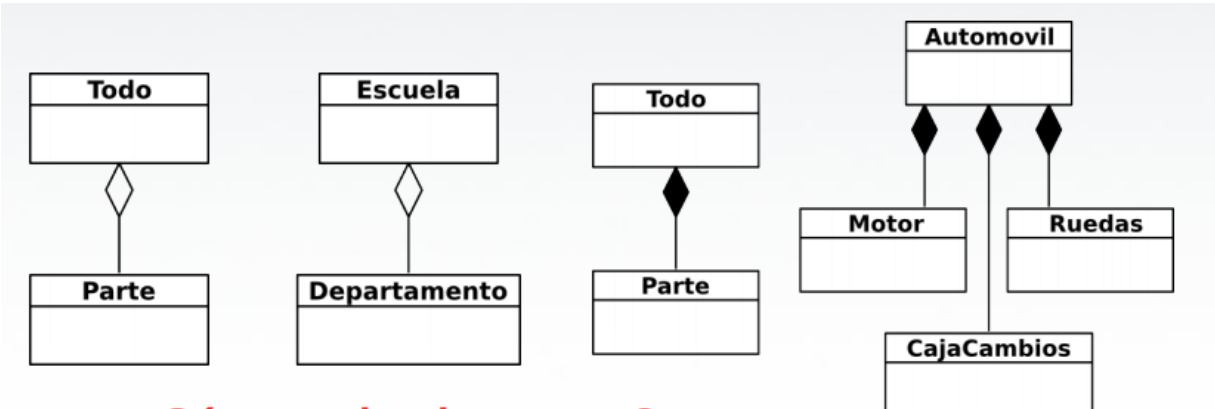 Todo
Parte
Escuela
Departamento
Todo
Parte
Automovil
Motor
Ruedas
CajaCambios